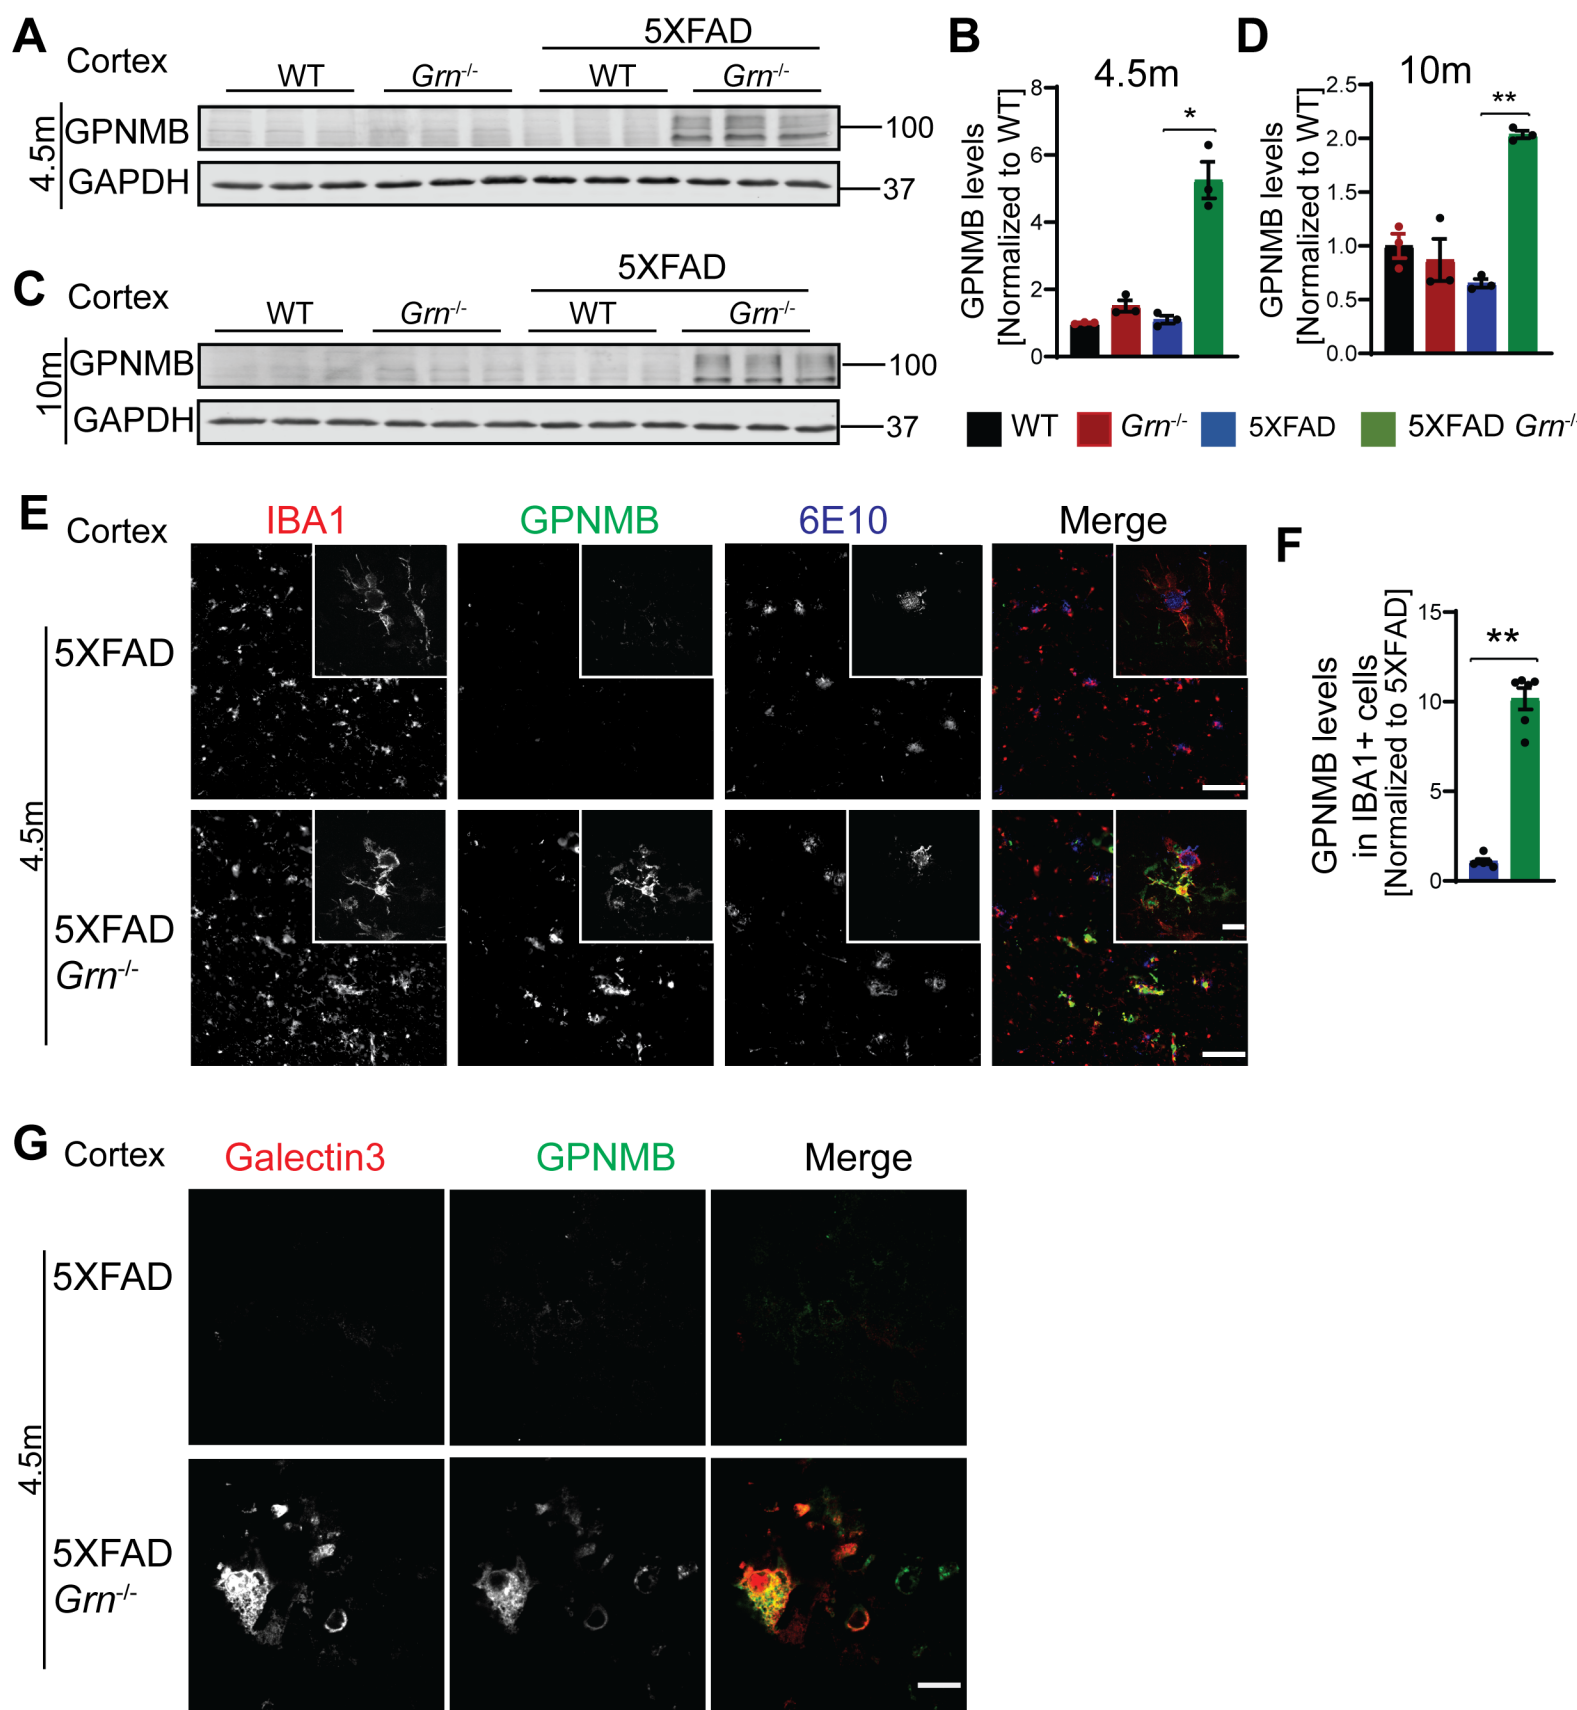 A
Cortex
5XFAD
WT
Grn-/-
WT
Grn-/-
4.5m
GPNMB
100
GAPDH
37
B
4.5m
GPNMB levels
[Normalized to WT]
8
6
4
2
0
*
D
10m
GPNMB levels
[Normalized to WT]
2.5
2.0
1.5
1.0
0.5
0.0
**
C
Cortex
5XFAD
WT
Grn-/-
WT
Grn-/-
10m
GPNMB
100
GAPDH
37
WT
Grn-/-
5XFAD
5XFAD Grn-/-
E
Cortex
IBA1
GPNMB
6E10
Merge
4.5m
5XFAD
5XFAD
Grn-/-
F
GPNMB levels
in IBA1+ cells
[Normalized to 5XFAD]
15
10
5
0
**
G
Cortex
Galectin3
GPNMB
Merge
4.5m
5XFAD
5XFAD
Grn-/-